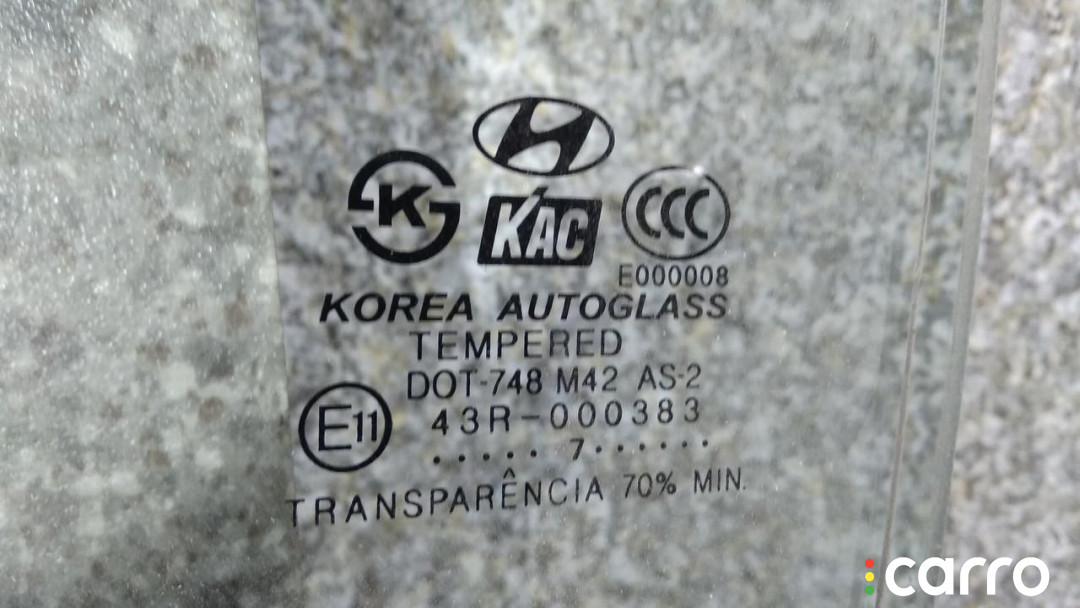 K
KAC
CCC
E000008
KOREA AUTOGLASS
TEMPERED
DOT-748 M42 AS-2
E11 43R-000383
.....7......
TRANSPARÊNCIA 70% MIN.
carro